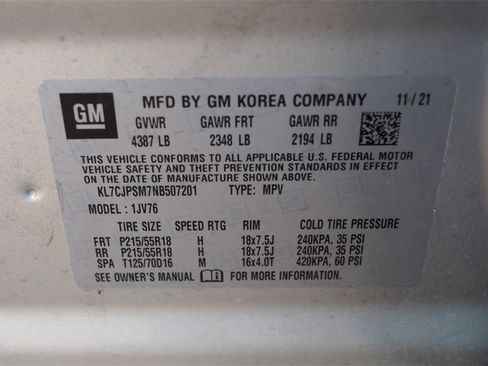 GM
MFD BY GM KOREA COMPANY 11/21
GVWR GAWR FRT GAWR RR
4387 LB 2348 LB 2194 LB
THIS VEHICLE CONFORMS TO ALL APPLICABLE U.S. FEDERAL MOTOR
VEHICLE SAFETY AND THEFT PREVENTION STANDARDS IN EFFECT ON
THE DATE OF MANUFACTURE SHOWN ABOVE.
KL7CJPSM7NB507201 TYPE: MPV
MODEL : 1JV76
TIRE SIZE SPEED RTG RIM COLD TIRE PRESSURE
FRT P215/55R18 H 18x7.5J 240KPA, 35 PSI
RR P215/55R18 H 18x7.5J 240KPA, 35 PSI
SPA T125/70D16 M 16x4.0T 420KPA, 60 PSI
SEE OWNER'S MANUAL FOR MORE INFORMATION